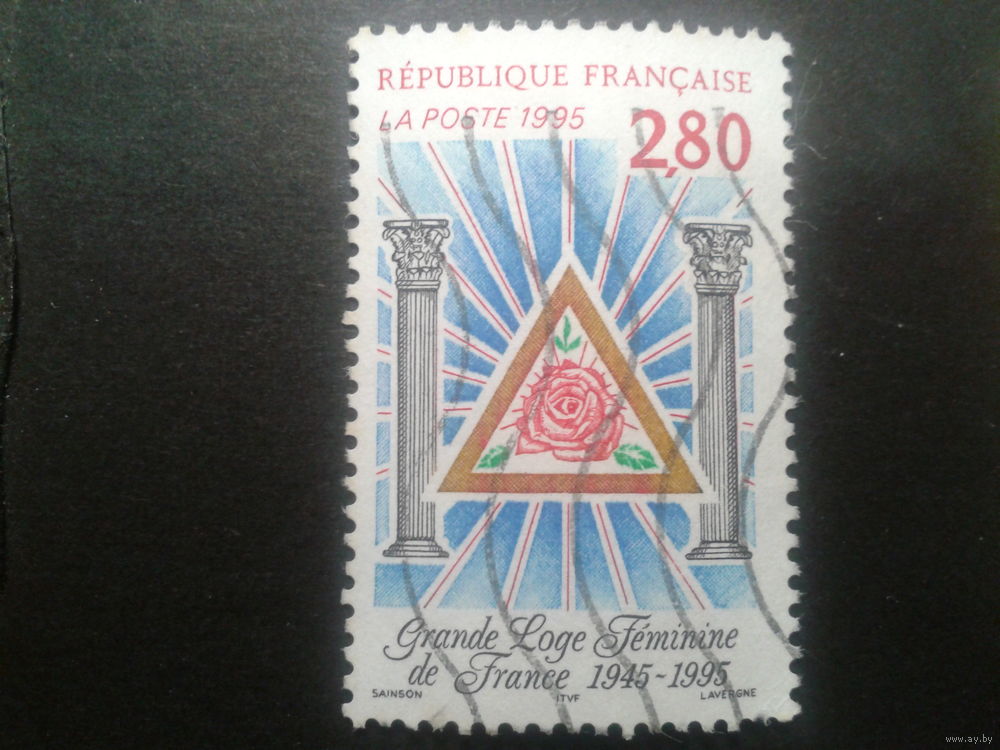 RÉPUBLIQUE FRANÇAISE
LA POSTE 1995
2,80
Grande Loge Féminine
de France 1945-1995
SAINSON ITVF LAVERGNE
www.ay.by